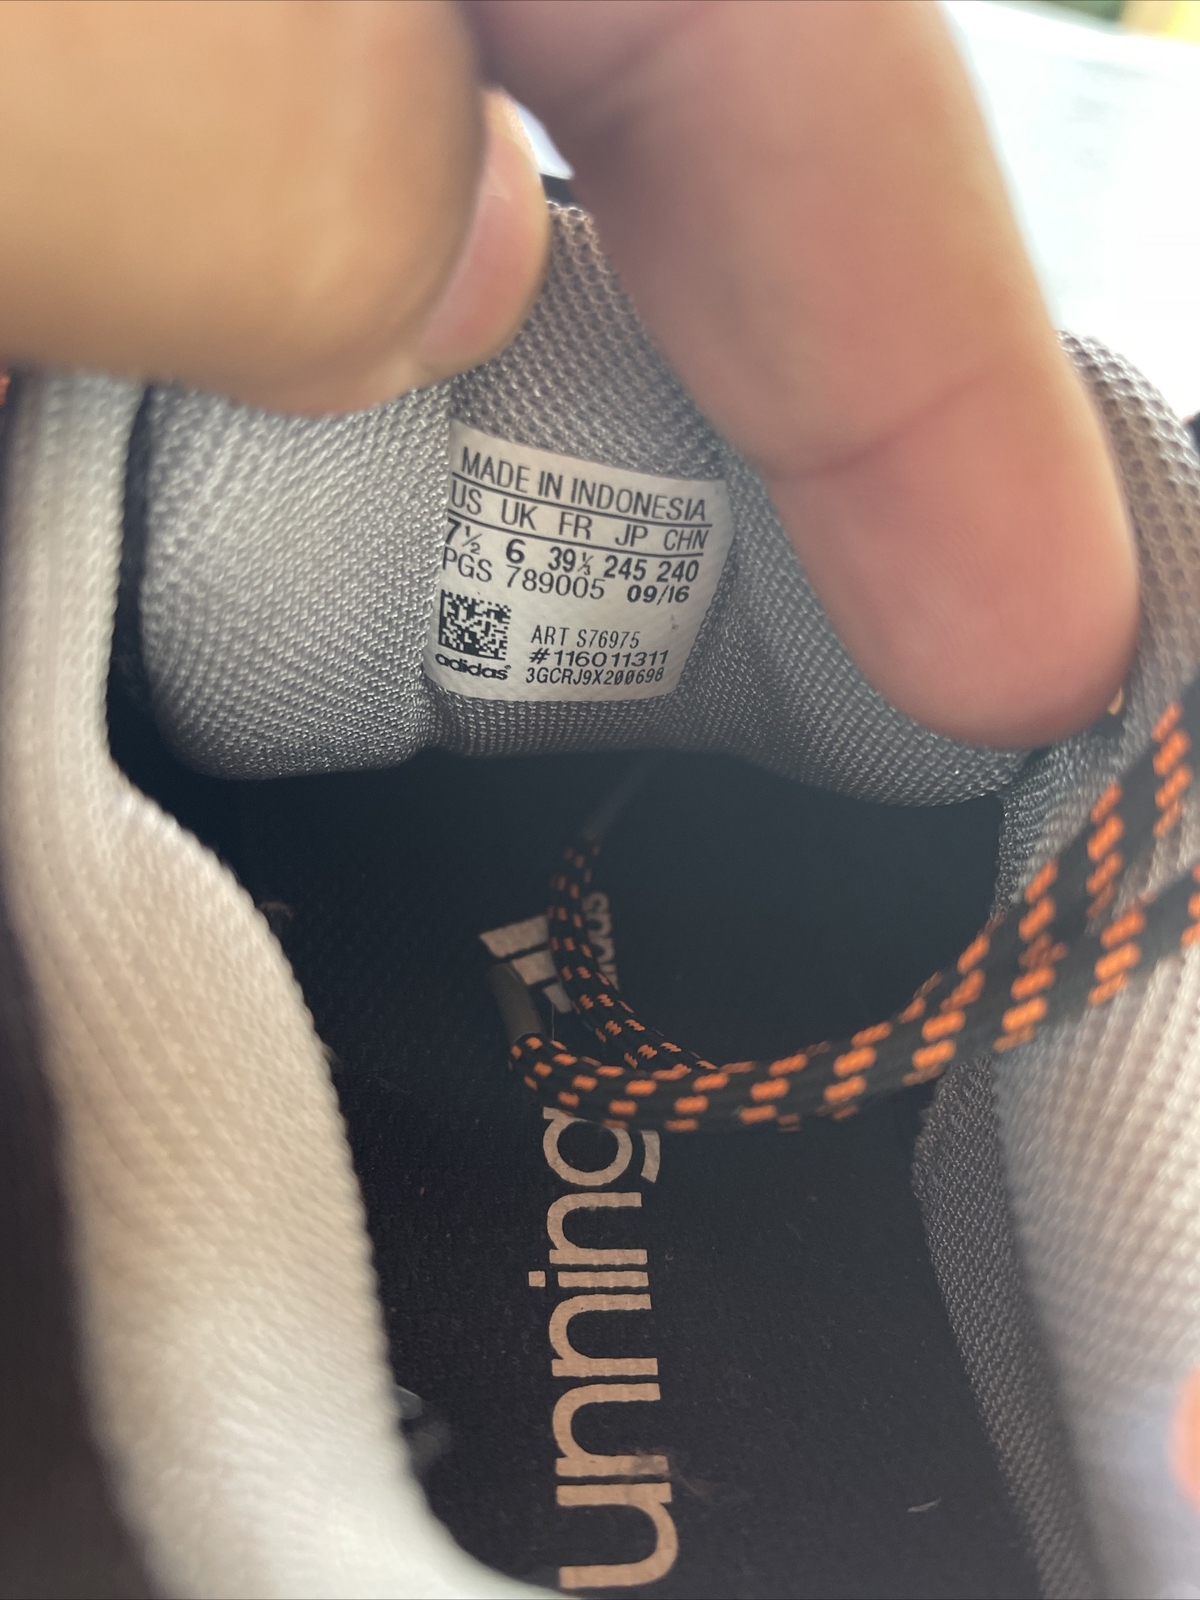 MADE IN INDONESIA
US UK FR JP CHN
7½ 6 39⅓ 245 240
PGS 789005 09/16
ART S76975
#116011311
adidas
3GCRJ9X200698
unning